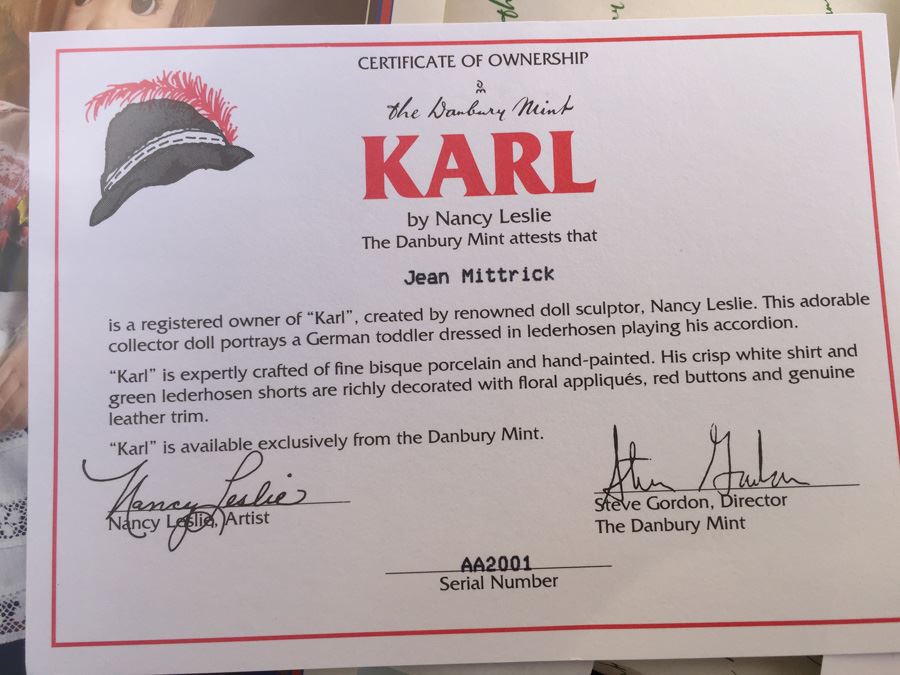 CERTIFICATE OF OWNERSHIP
DM
the Danbury Mint
KARL
by Nancy Leslie
The Danbury Mint attests that
Jean Mittrick
is a registered owner of “Karl”, created by renowned doll sculptor, Nancy Leslie. This adorable
collector doll portrays a German toddler dressed in lederhosen playing his accordion.
“Karl” is expertly crafted of fine bisque porcelain and hand-painted. His crisp white shirt and
green lederhosen shorts are richly decorated with floral appliqués, red buttons and genuine
leather trim.
“Karl” is available exclusively from the Danbury Mint.
Nancy Leslie
Nancy Leslie, Artist
Steve Gordon, Director
The Danbury Mint
AA2001
Serial Number